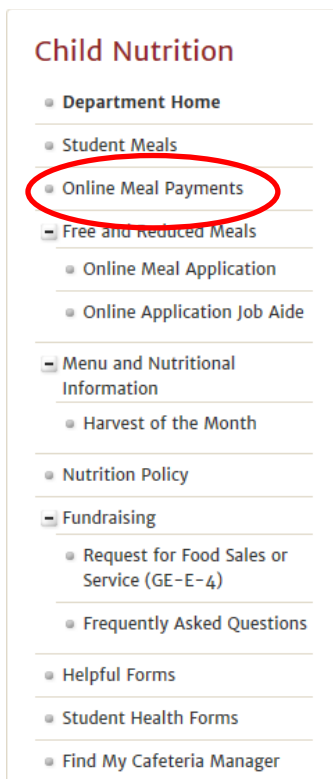 Child Nutrition
Department Home
Student Meals
Online Meal Payments
Free and Reduced Meals
Online Meal Application
Online Application Job Aide
Menu and Nutritional
Information
Harvest of the Month
Nutrition Policy
Fundraising
Request for Food Sales or
Service (GE-E-4)
Frequently Asked Questions
Helpful Forms
Student Health Forms
Find My Cafeteria Manager